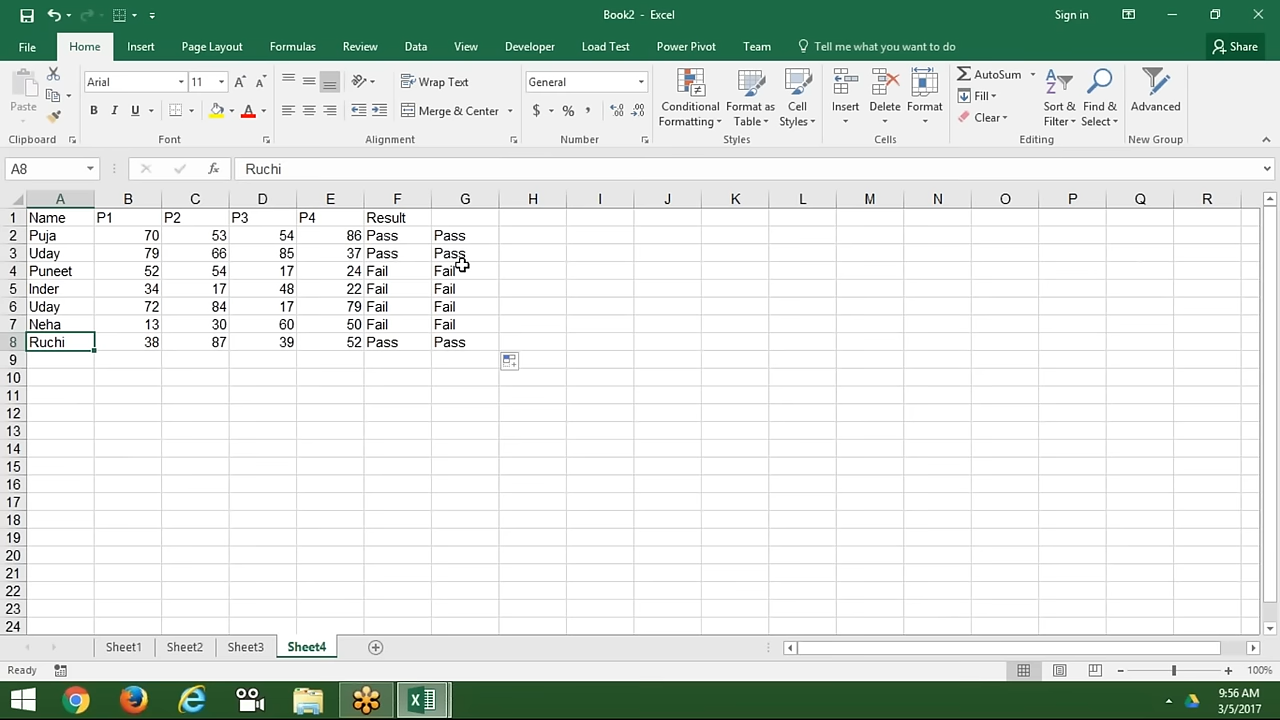 Book2 - Excel
Sign in
File Home Insert Page Layout Formulas Data Review View Developer Load Test Power Pivot Team Tell me what you want to do Share
Paste
Clipboard
Arial 11
B I U
Font
Wrap Text
Merge & Center
Alignment
General
$ % ,
Number
Conditional Formatting
Format as Table
Cell Styles
Styles
Insert Delete Format
Cells
AutoSum
Fill
Clear
Sort & Filter
Find & Select
Editing
Advanced
New Group
A8 fx Ruchi
A B C D E F G H I J K L M N O P Q R
1 Name P1 P2 P3 P4 Result
2 Puja 70 53 54 86 Pass Pass
3 Uday 79 66 85 37 Pass Pass
4 Puneet 52 54 17 24 Fail Fail
5 Inder 34 17 48 22 Fail Fail
6 Uday 72 84 17 79 Fail Fail
7 Neha 13 30 60 50 Fail Fail
8 Ruchi 38 87 39 52 Pass Pass
9
10
11
12
13
14
15
16
17
18
19
20
21
22
23
24
Sheet1 Sheet2 Sheet3 Sheet4
Ready
100%
9:56 AM
3/5/2017